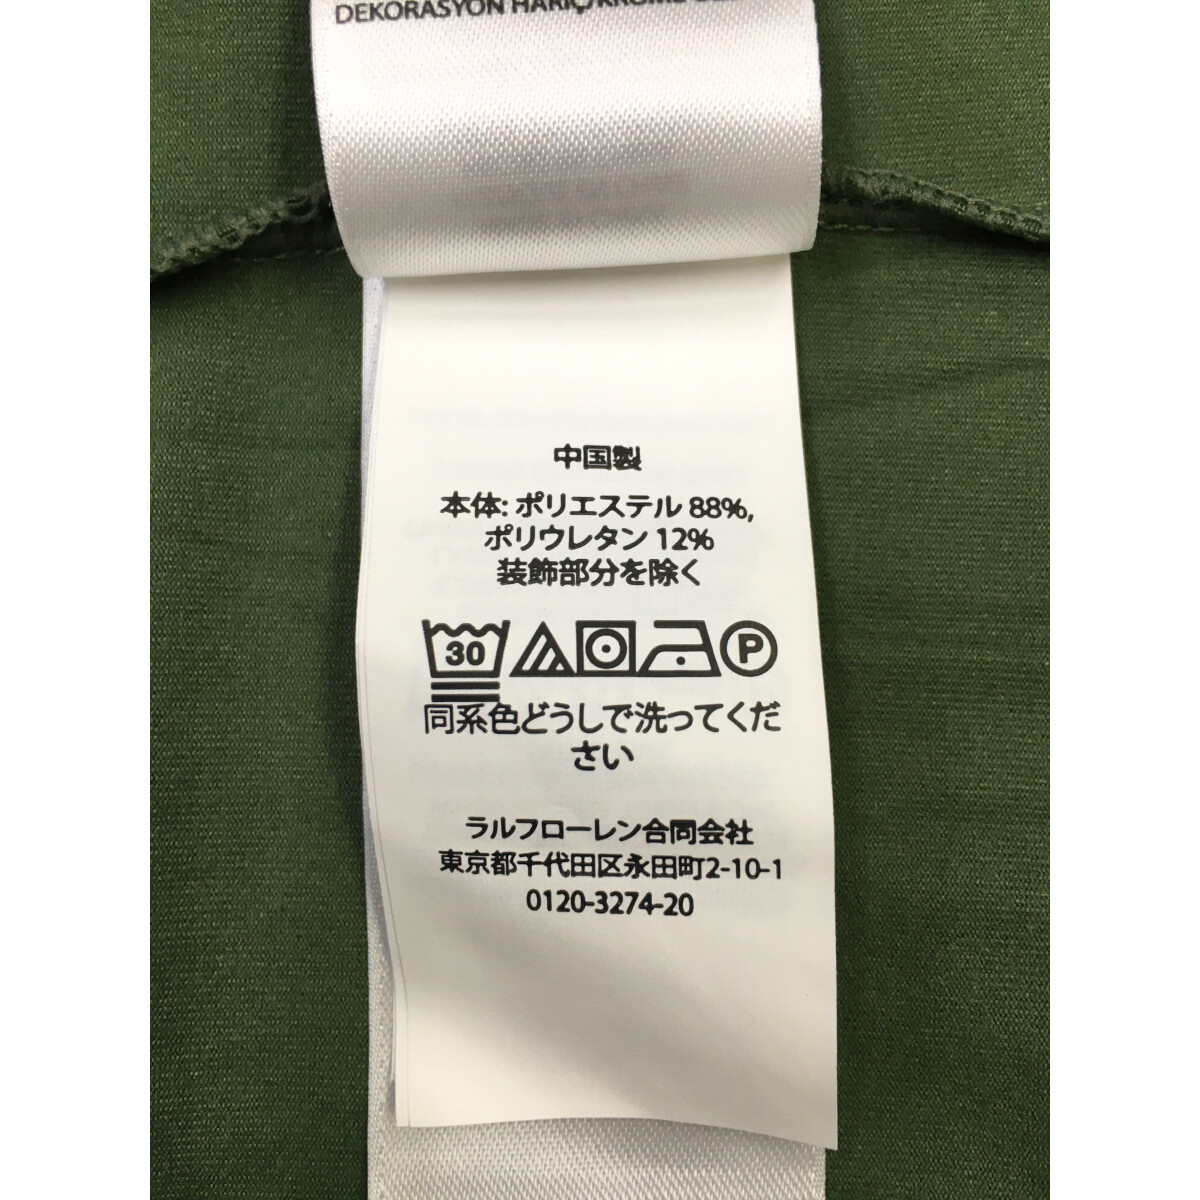 DEKORASYON HARİÇ/
中国製
本体: ポリエステル 88%,
ポリウレタン 12%
装飾部分を除く
30 P
同系色どうしで洗ってくだ
さい
ラルフローレン合同会社
東京都千代田区永田町2-10-1
0120-3274-20